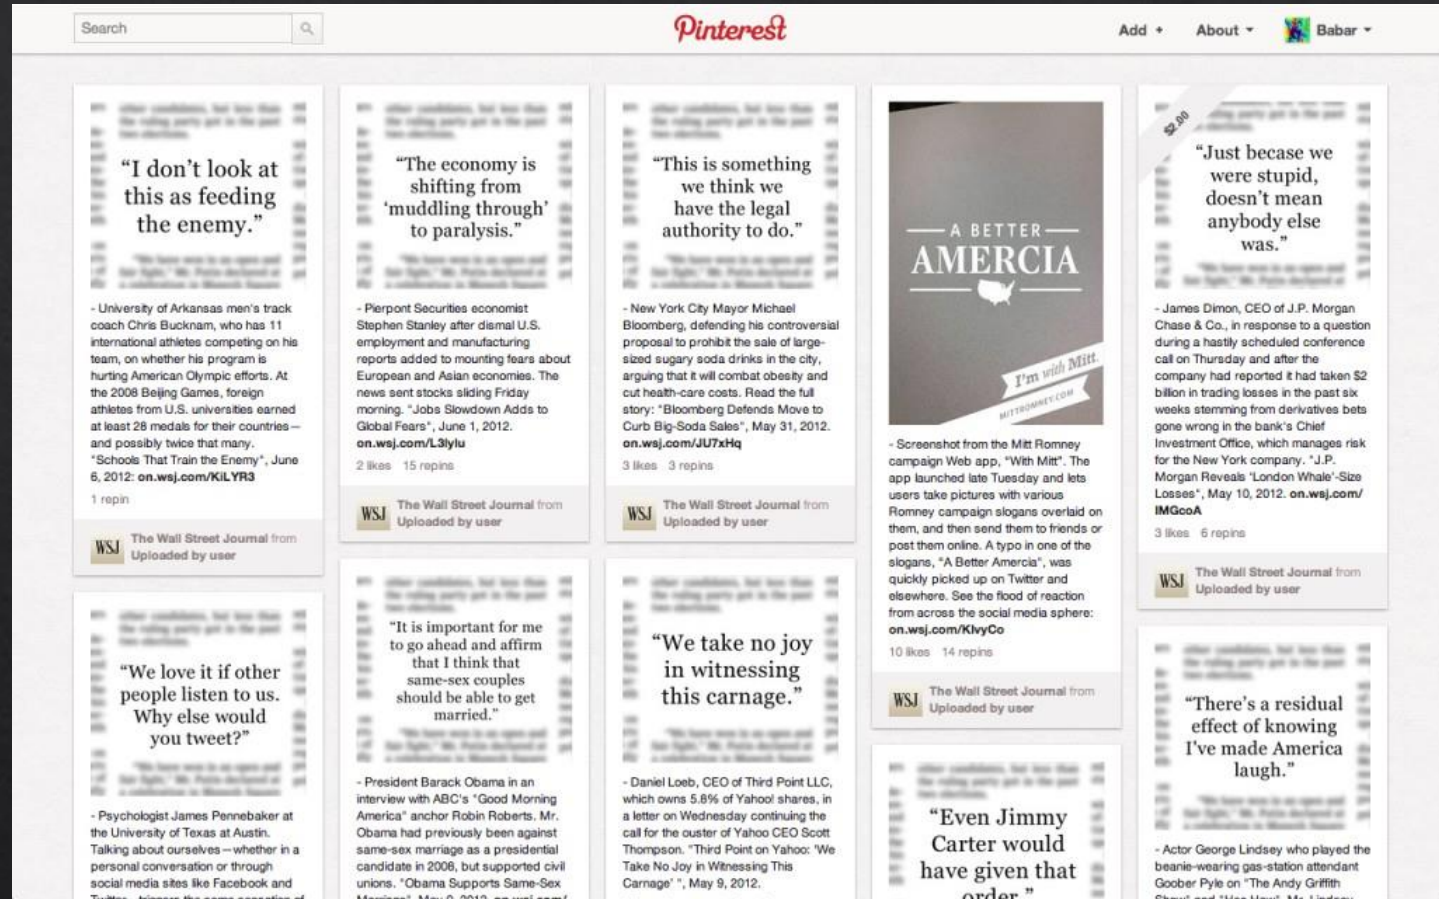 Search
Pinterest
Add +
About
Babar
“I don’t look at
this as feeding
the enemy.”
- University of Arkansas men's track
coach Chris Bucknam, who has 11
international athletes competing on his
team, on whether his program is
hurting American Olympic efforts. At
the 2008 Beijing Games, foreign
athletes from U.S. universities earned
at least 28 medals for their countries—
and possibly twice that many.
"Schools That Train the Enemy", June
6, 2012: on.wsj.com/KiLYR3
1 repin
WSJ
The Wall Street Journal from
Uploaded by user
“We love it if other
people listen to us.
Why else would
you tweet?”
- Psychologist James Pennebaker at
the University of Texas at Austin.
Talking about ourselves—whether in a
personal conversation or through
social media sites like Facebook and
“The economy is
shifting from
‘muddling through’
to paralysis.”
- Pierpont Securities economist
Stephen Stanley after dismal U.S.
employment and manufacturing
reports added to mounting fears about
European and Asian economies. The
news sent stocks sliding Friday
morning. "Jobs Slowdown Adds to
Global Fears", June 1, 2012.
on.wsj.com/L3lylu
2 likes 15 repins
WSJ
The Wall Street Journal from
Uploaded by user
“It is important for me
to go ahead and affirm
that I think that
same-sex couples
should be able to get
married.”
- President Barack Obama in an
interview with ABC's "Good Morning
America" anchor Robin Roberts. Mr.
Obama had previously been against
same-sex marriage as a presidential
candidate in 2008, but supported civil
unions. "Obama Supports Same-Sex
“This is something
we think we
have the legal
authority to do.”
- New York City Mayor Michael
Bloomberg, defending his controversial
proposal to prohibit the sale of large-
sized sugary soda drinks in the city,
arguing that it will combat obesity and
cut health-care costs. Read the full
story: "Bloomberg Defends Move to
Curb Big-Soda Sales", May 31, 2012.
on.wsj.com/JU7xHq
3 likes 3 repins
WSJ
The Wall Street Journal from
Uploaded by user
“We take no joy
in witnessing
this carnage.”
- Daniel Loeb, CEO of Third Point LLC,
which owns 5.8% of Yahoo! shares, in
a letter on Wednesday continuing the
call for the ouster of Yahoo CEO Scott
Thompson. "Third Point on Yahoo: 'We
Take No Joy in Witnessing This
Carnage' ", May 9, 2012.
A BETTER
AMERCIA
I'm with Mitt.
MITTROMNEY.COM
- Screenshot from the Mitt Romney
campaign Web app, "With Mitt". The
app launched late Tuesday and lets
users take pictures with various
Romney campaign slogans overlaid on
them, and then send them to friends or
post them online. A typo in one of the
slogans, "A Better Amercia", was
quickly picked up on Twitter and
elsewhere. See the flood of reaction
from across the social media sphere:
on.wsj.com/KIvyCo
10 likes 14 repins
WSJ
The Wall Street Journal from
Uploaded by user
“Even Jimmy
Carter would
have given that
order.”
$2.00
“Just becase we
were stupid,
doesn’t mean
anybody else
was.”
- James Dimon, CEO of J.P. Morgan
Chase & Co., in response to a question
during a hastily scheduled conference
call on Thursday and after the
company had reported it had taken $2
billion in trading losses in the past six
weeks stemming from derivatives bets
gone wrong in the bank's Chief
Investment Office, which manages risk
for the New York company. "J.P.
Morgan Reveals 'London Whale'-Size
Losses", May 10, 2012. on.wsj.com/
IMGcoA
3 likes 6 repins
WSJ
The Wall Street Journal from
Uploaded by user
“There’s a residual
effect of knowing
I’ve made America
laugh.”
- Actor George Lindsey who played the
beanie-wearing gas-station attendant
Goober Pyle on "The Andy Griffith